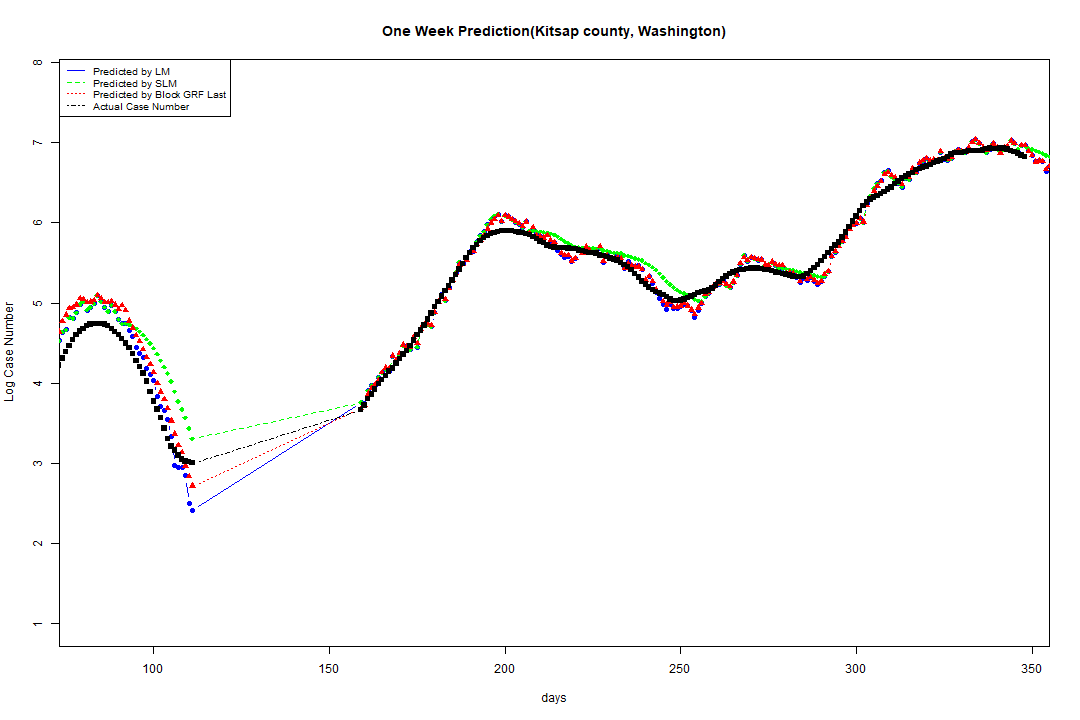 One Week Prediction(Kitsap county, Washington)
Predicted by LM
Predicted by SLM
Predicted by Block GRF Last
Actual Case Number
Log Case Number
8
7
6
5
4
3
2
1
100 150 200 250 300 350
days